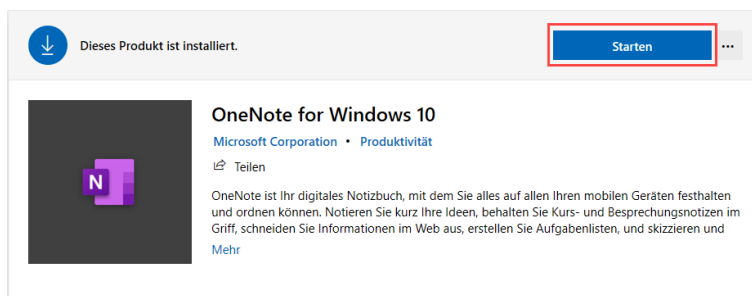 Dieses Produkt ist installiert.
Starten
...
OneNote for Windows 10
Microsoft Corporation • Produktivität
Teilen
N
OneNote ist Ihr digitales Notizbuch, mit dem Sie alles auf allen Ihren mobilen Geräten festhalten
und ordnen können. Notieren Sie kurz Ihre Ideen, behalten Sie Kurs- und Besprechungsnotizen im
Griff, schneiden Sie Informationen im Web aus, erstellen Sie Aufgabenlisten, und skizzieren und
Mehr